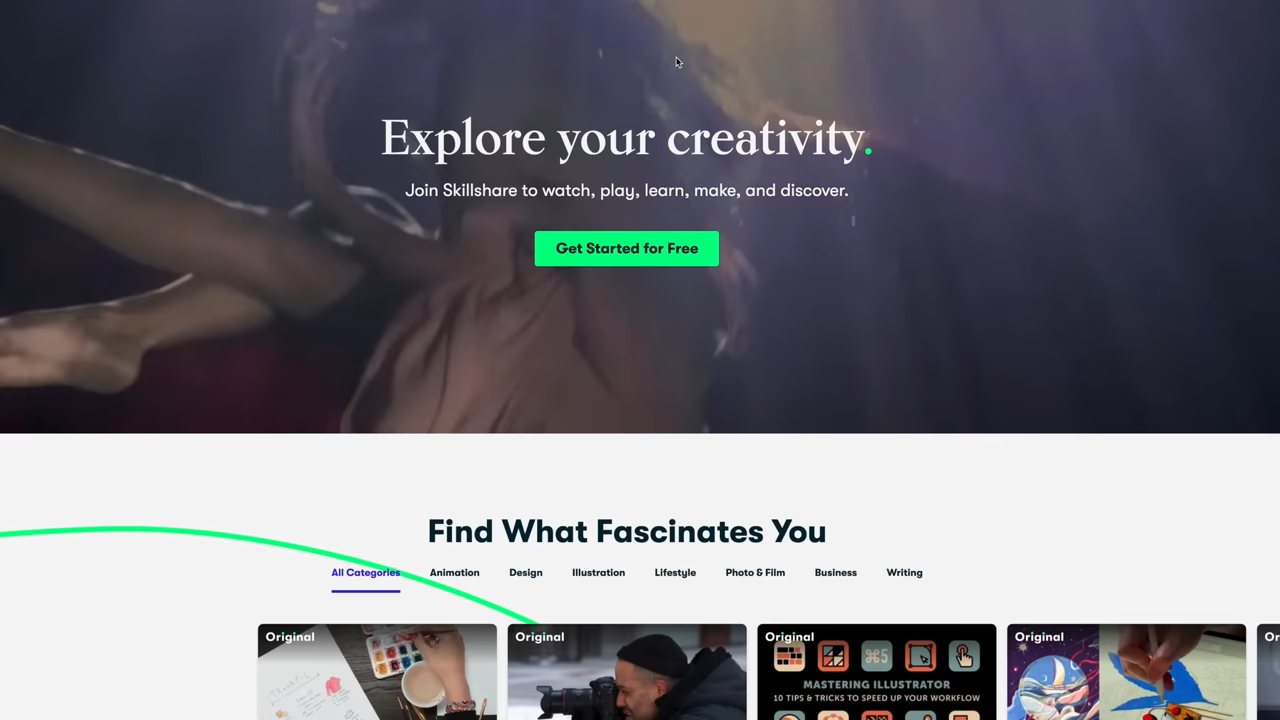 Explore your creativity.
Join Skillshare to watch, play, learn, make, and discover.
Get Started for Free
Find What Fascinates You
All Categories Animation Design Illustration Lifestyle Photo & Film Business Writing
Original Original Original Original
⌘5
MASTERING ILLUSTRATOR
10 TIPS & TRICKS TO SPEED UP YOUR WORKFLOW